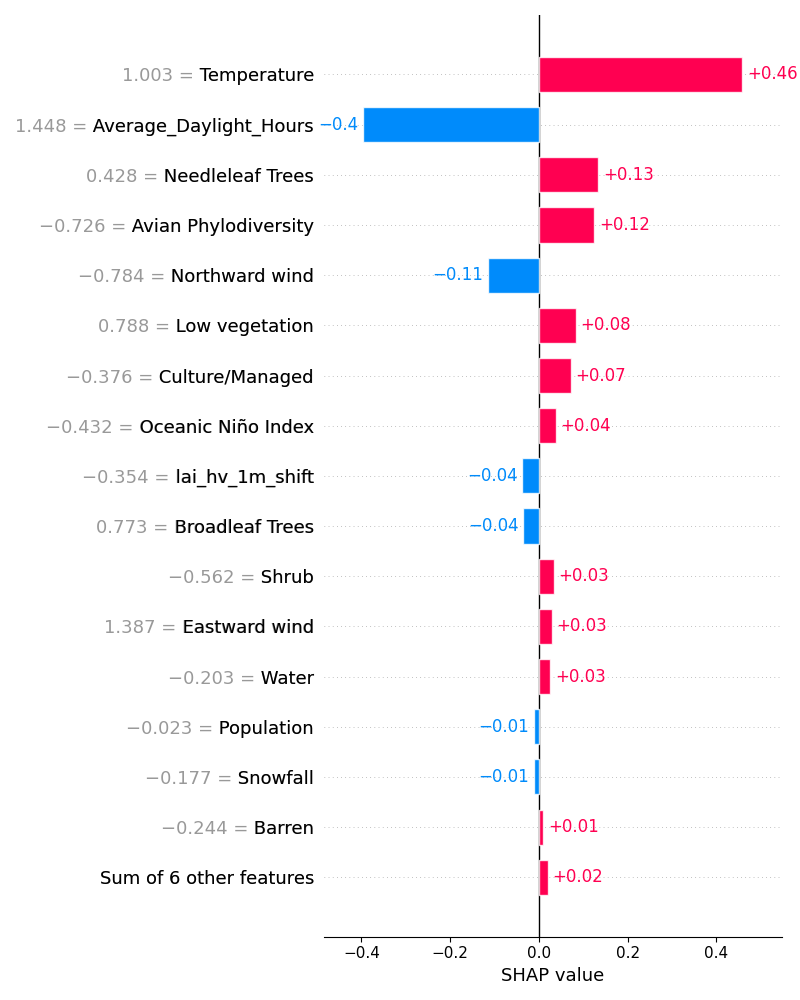 1.003 = Temperature +0.46
1.448 = Average_Daylight_Hours −0.4
0.428 = Needleleaf Trees +0.13
−0.726 = Avian Phylodiversity +0.12
−0.784 = Northward wind −0.11
0.788 = Low vegetation +0.08
−0.376 = Culture/Managed +0.07
−0.432 = Oceanic Niño Index +0.04
−0.354 = lai_hv_1m_shift −0.04
0.773 = Broadleaf Trees −0.04
−0.562 = Shrub +0.03
1.387 = Eastward wind +0.03
−0.203 = Water +0.03
−0.023 = Population −0.01
−0.177 = Snowfall −0.01
−0.244 = Barren +0.01
Sum of 6 other features +0.02
−0.4 −0.2 0.0 0.2 0.4
SHAP value